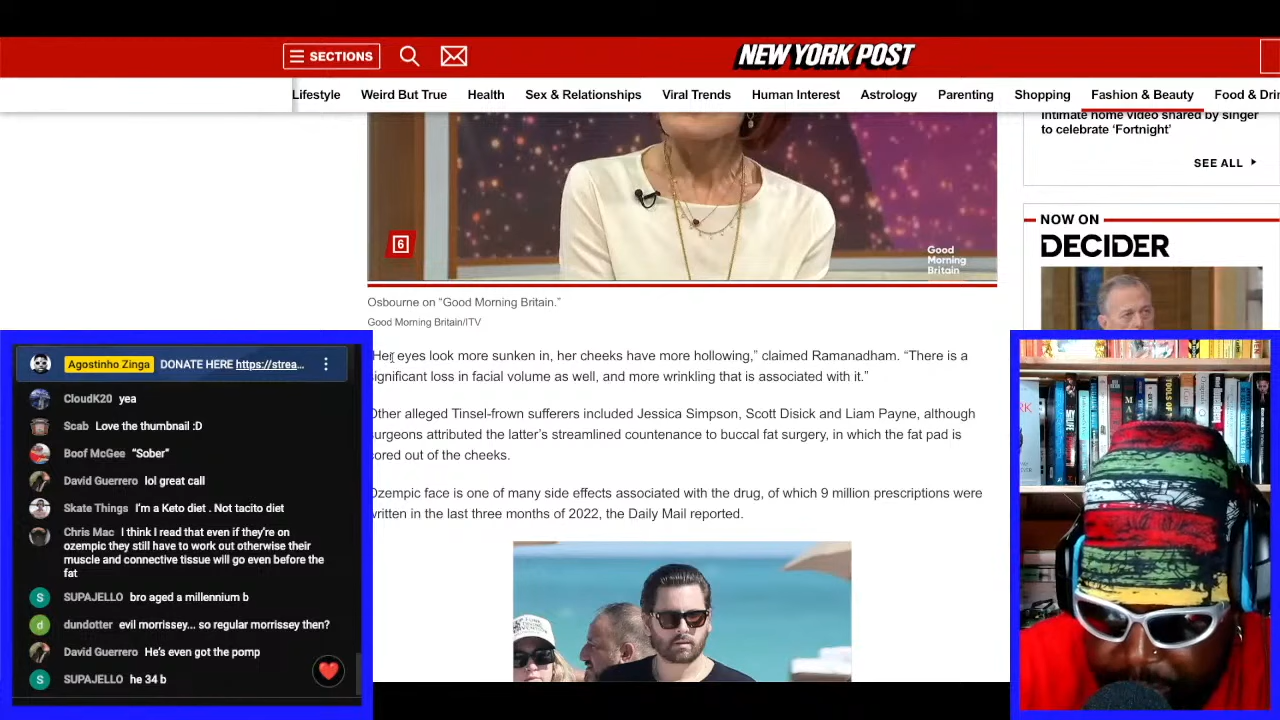 SECTIONS
NEW YORK POST
Lifestyle Weird But True Health Sex & Relationships Viral Trends Human Interest Astrology Parenting Shopping Fashion & Beauty Food & Drin
intimate home video shared by singer
to celebrate ‘Fortnight’
SEE ALL
NOW ON
DECIDER
6
Good
Morning
Britain
Osbourne on “Good Morning Britain.”
Good Morning Britain/ITV
Her eyes look more sunken in, her cheeks have more hollowing,” claimed Ramanadham. “There is a
significant loss in facial volume as well, and more wrinkling that is associated with it.”
Other alleged Tinsel-frown sufferers included Jessica Simpson, Scott Disick and Liam Payne, although
surgeons attributed the latter’s streamlined countenance to buccal fat surgery, in which the fat pad is
cored out of the cheeks.
Ozempic face is one of many side effects associated with the drug, of which 9 million prescriptions were
written in the last three months of 2022, the Daily Mail reported.
Agostinho Zinga DONATE HERE https://strea...
CloudK20 yea
Scab Love the thumbnail :D
Boof McGee “Sober”
David Guerrero lol great call
Skate Things I’m a Keto diet . Not tacito diet
Chris Mac I think I read that even if they’re on
ozempic they still have to work out otherwise their
muscle and connective tissue will go even before the
fat
S SUPAJELLO bro aged a millennium b
d dundotter evil morrissey... so regular morrissey then?
David Guerrero He’s even got the pomp
S SUPAJELLO he 34 b